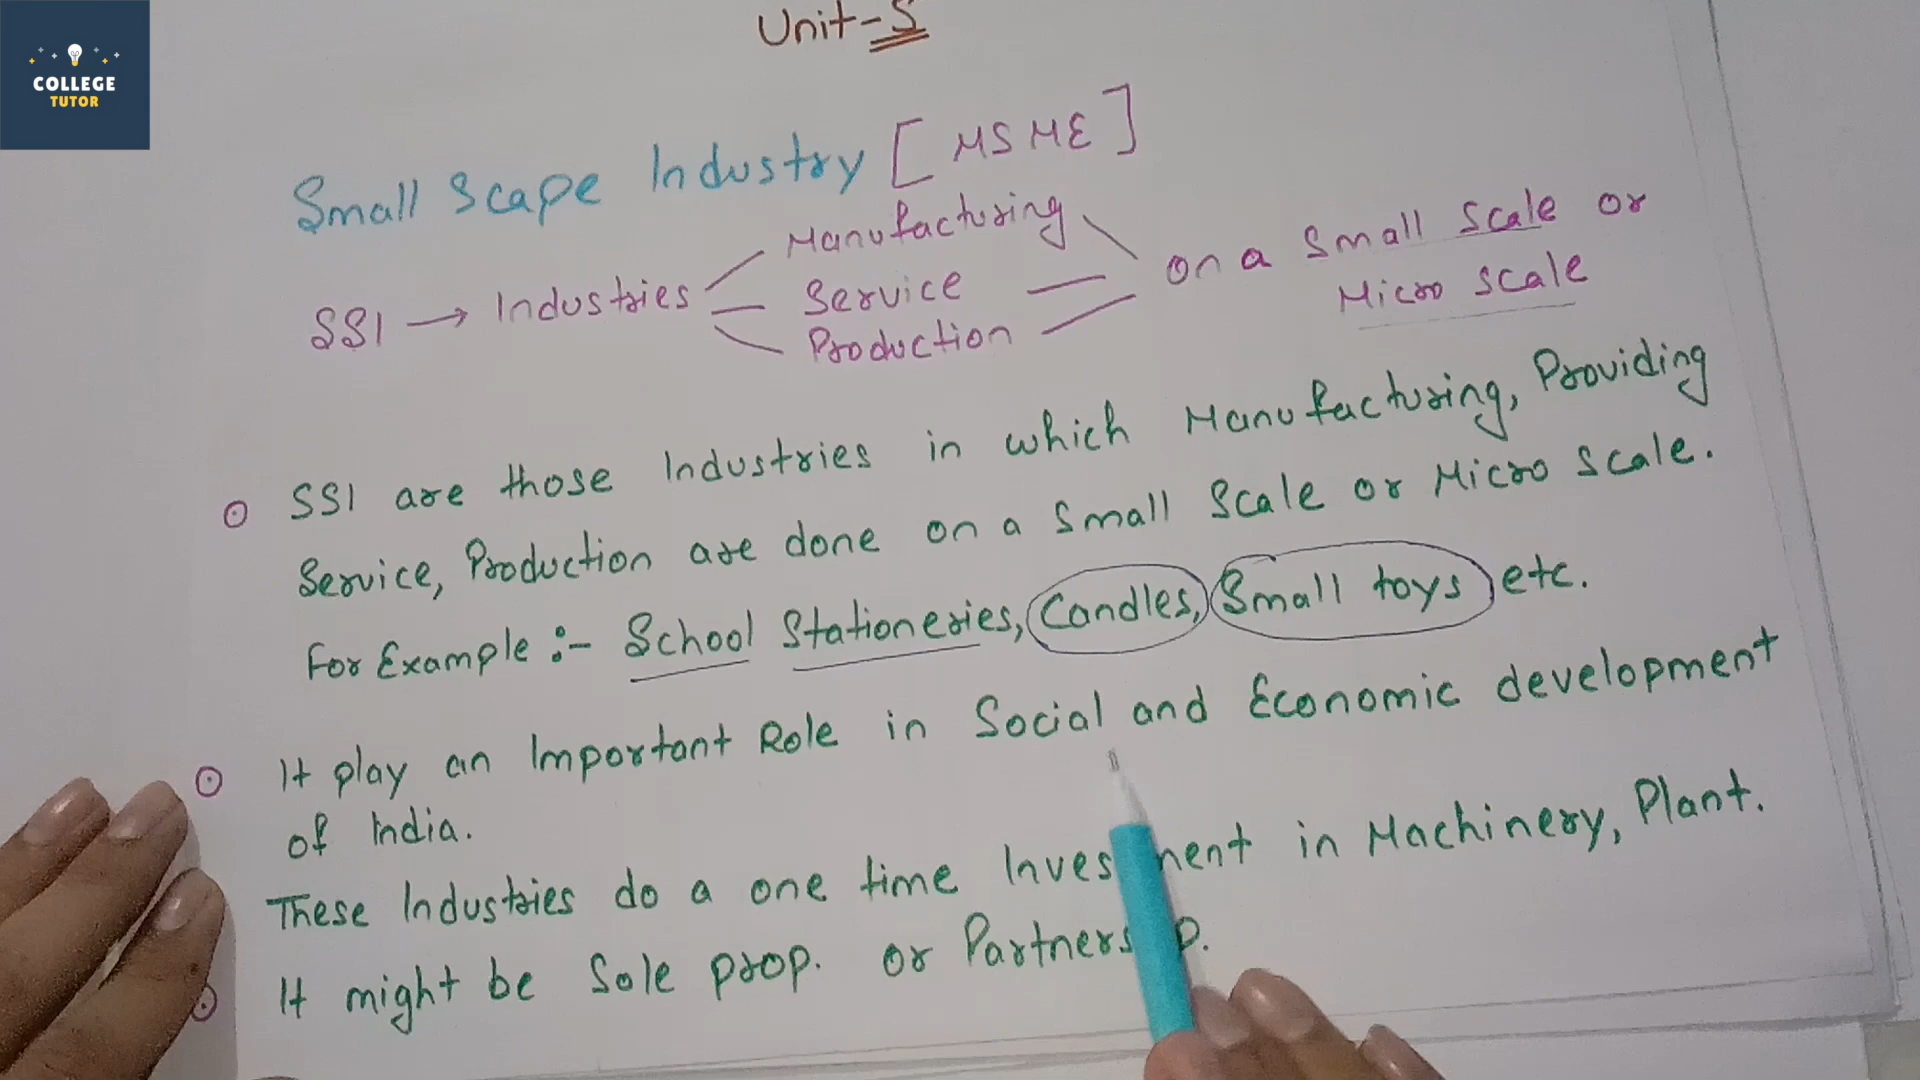 COLLEGE
TUTOR
Unit-5
Small Scape Industry [MSME]
Manufacturing
SSI → Industries Service on a Small Scale or
Micro Scale
Production
SSI are those Industries in which Manufacturing, Providing
Service, Production are done on a Small Scale or Micro Scale.
For Example :- School Stationeries, Candles, Small toys etc.
It play an Important Role in Social and Economic development
of India.
These Industries do a one time Inves ment in Machinery, Plant.
It might be Sole prop. or Partners p.